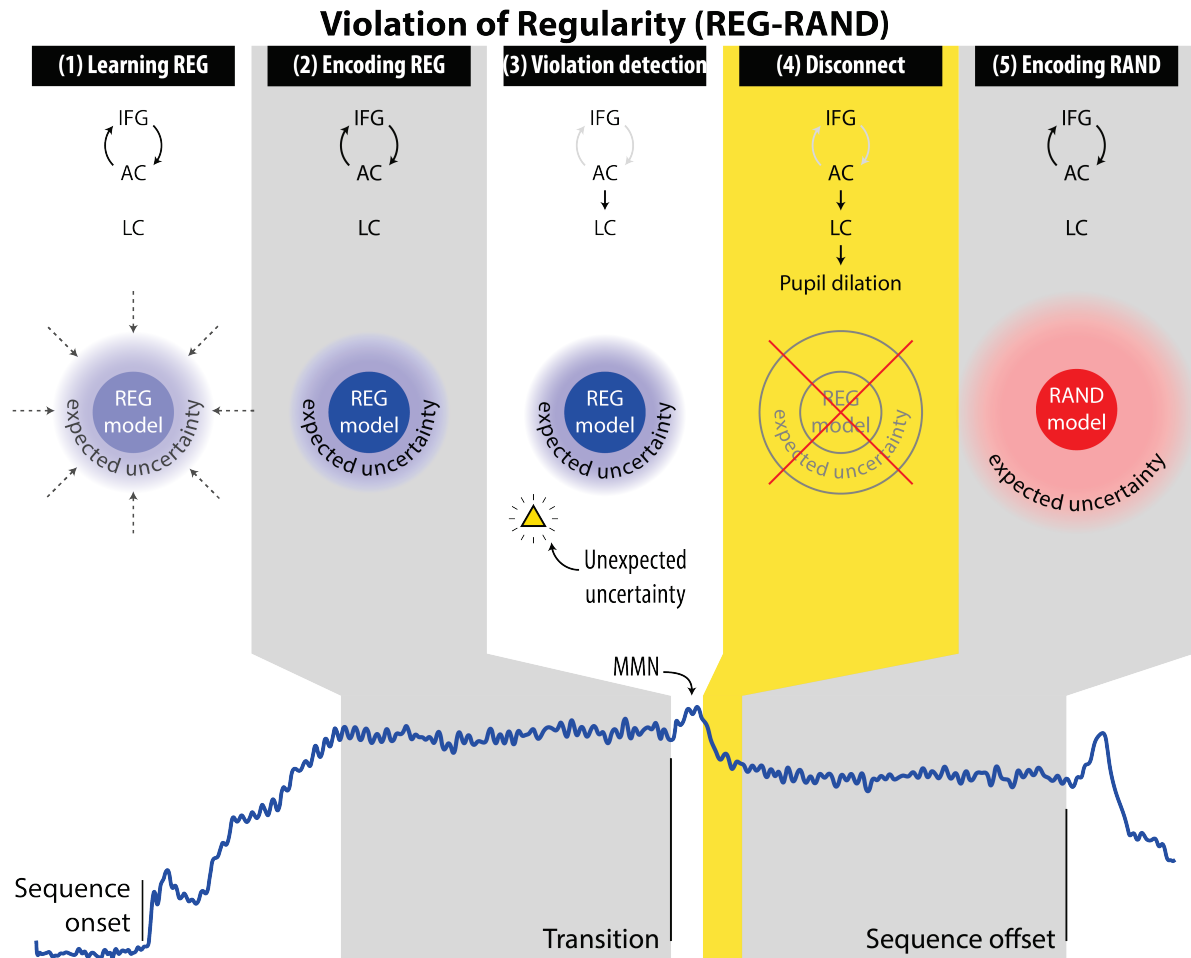 Violation of Regularity (REG-RAND)
(1) Learning REG
IFG
AC
LC
REG
model
expected uncertainty
(2) Encoding REG
IFG
AC
LC
REG
model
expected uncertainty
(3) Violation detection
IFG
AC
LC
REG
model
expected uncertainty
Unexpected
uncertainty
(4) Disconnect
IFG
AC
LC
Pupil dilation
REG
model
expected uncertainty
(5) Encoding RAND
IFG
AC
LC
RAND
model
expected uncertainty
MMN
Sequence
onset
Transition
Sequence offset